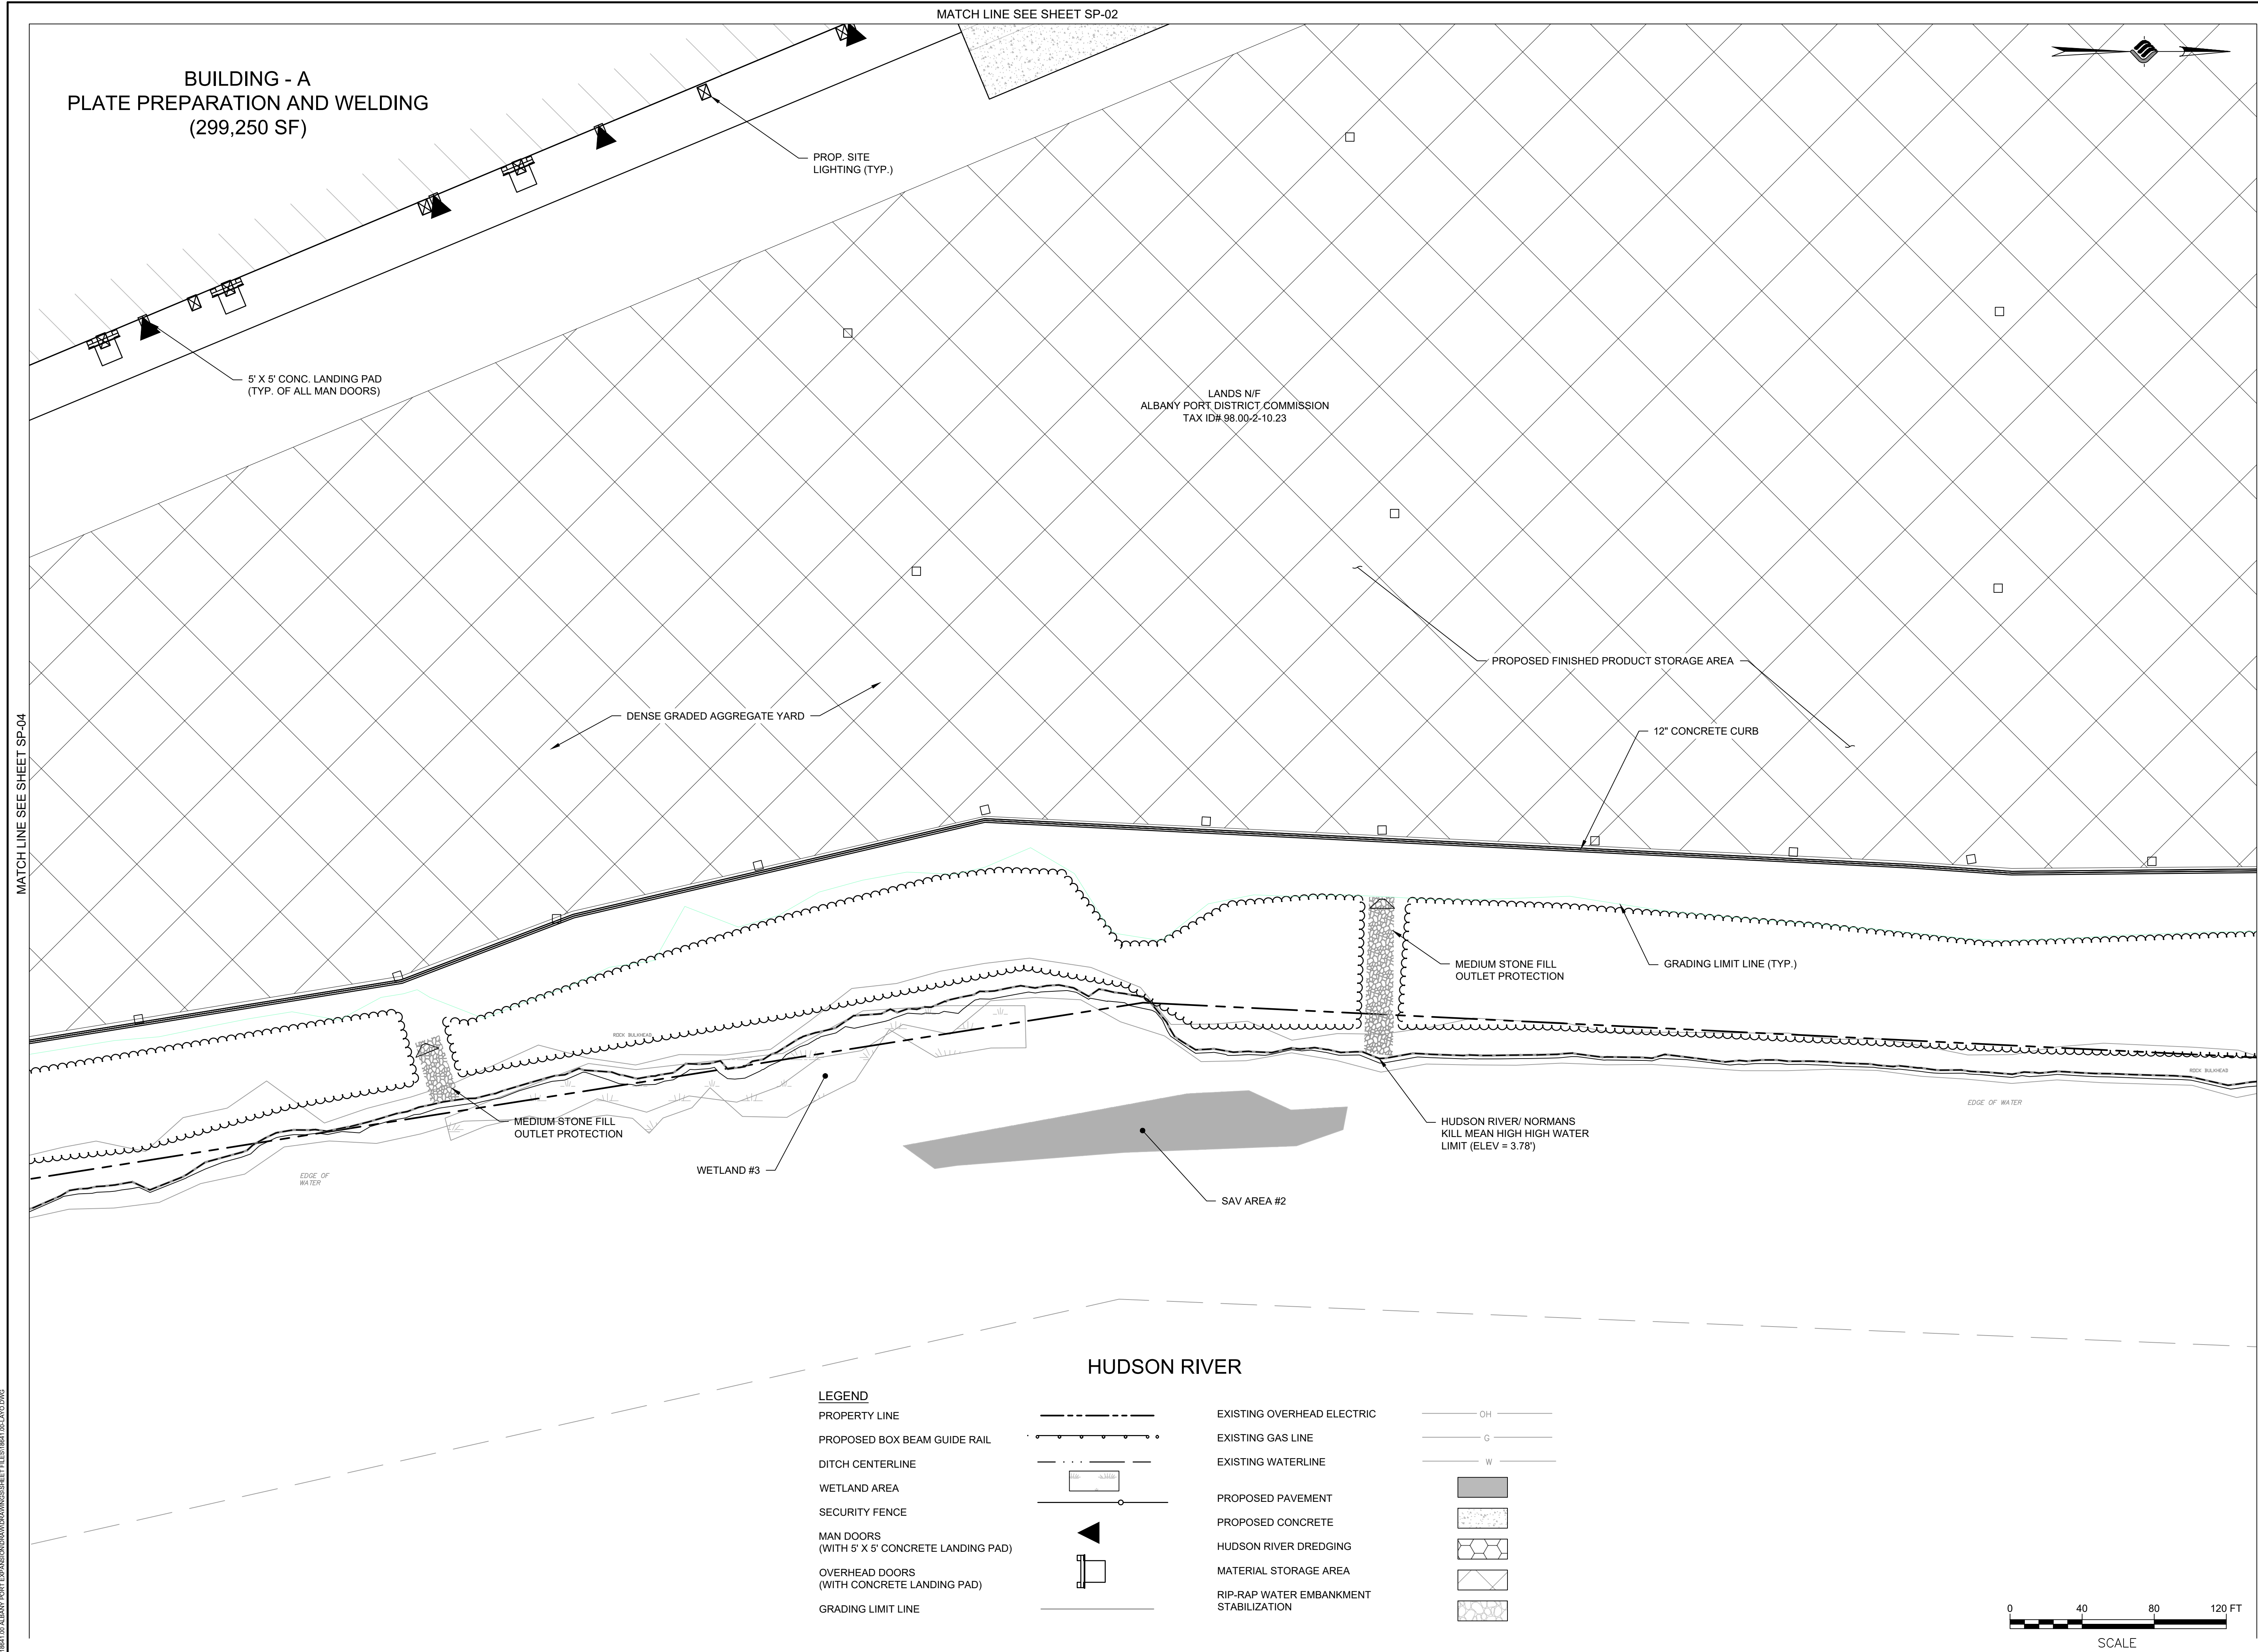 MATCH LINE SEE SHEET SP-02
BUILDING - A
PLATE PREPARATION AND WELDING
(299,250 SF)
PROP. SITE
LIGHTING (TYP.)
5' X 5' CONC. LANDING PAD
(TYP. OF ALL MAN DOORS)
LANDS N/F
ALBANY PORT DISTRICT COMMISSION
TAX ID# 98.00-2-10.23
PROPOSED FINISHED PRODUCT STORAGE AREA
DENSE GRADED AGGREGATE YARD
12" CONCRETE CURB
MATCH LINE SEE SHEET SP-04
MEDIUM STONE FILL
OUTLET PROTECTION
GRADING LIMIT LINE (TYP.)
ROCK BULKHEAD
ROCK BULKHEAD
EDGE OF WATER
MEDIUM STONE FILL
OUTLET PROTECTION
HUDSON RIVER/ NORMANS
KILL MEAN HIGH HIGH WATER
LIMIT (ELEV = 3.78')
WETLAND #3
EDGE OF
WATER
SAV AREA #2
HUDSON RIVER
LEGEND
PROPERTY LINE
PROPOSED BOX BEAM GUIDE RAIL
DITCH CENTERLINE
WETLAND AREA
SECURITY FENCE
MAN DOORS
(WITH 5' X 5' CONCRETE LANDING PAD)
OVERHEAD DOORS
(WITH CONCRETE LANDING PAD)
GRADING LIMIT LINE
EXISTING OVERHEAD ELECTRIC
OH
EXISTING GAS LINE
G
EXISTING WATERLINE
W
PROPOSED PAVEMENT
PROPOSED CONCRETE
HUDSON RIVER DREDGING
MATERIAL STORAGE AREA
RIP-RAP WATER EMBANKMENT
STABILIZATION
0 40 80 120 FT
SCALE